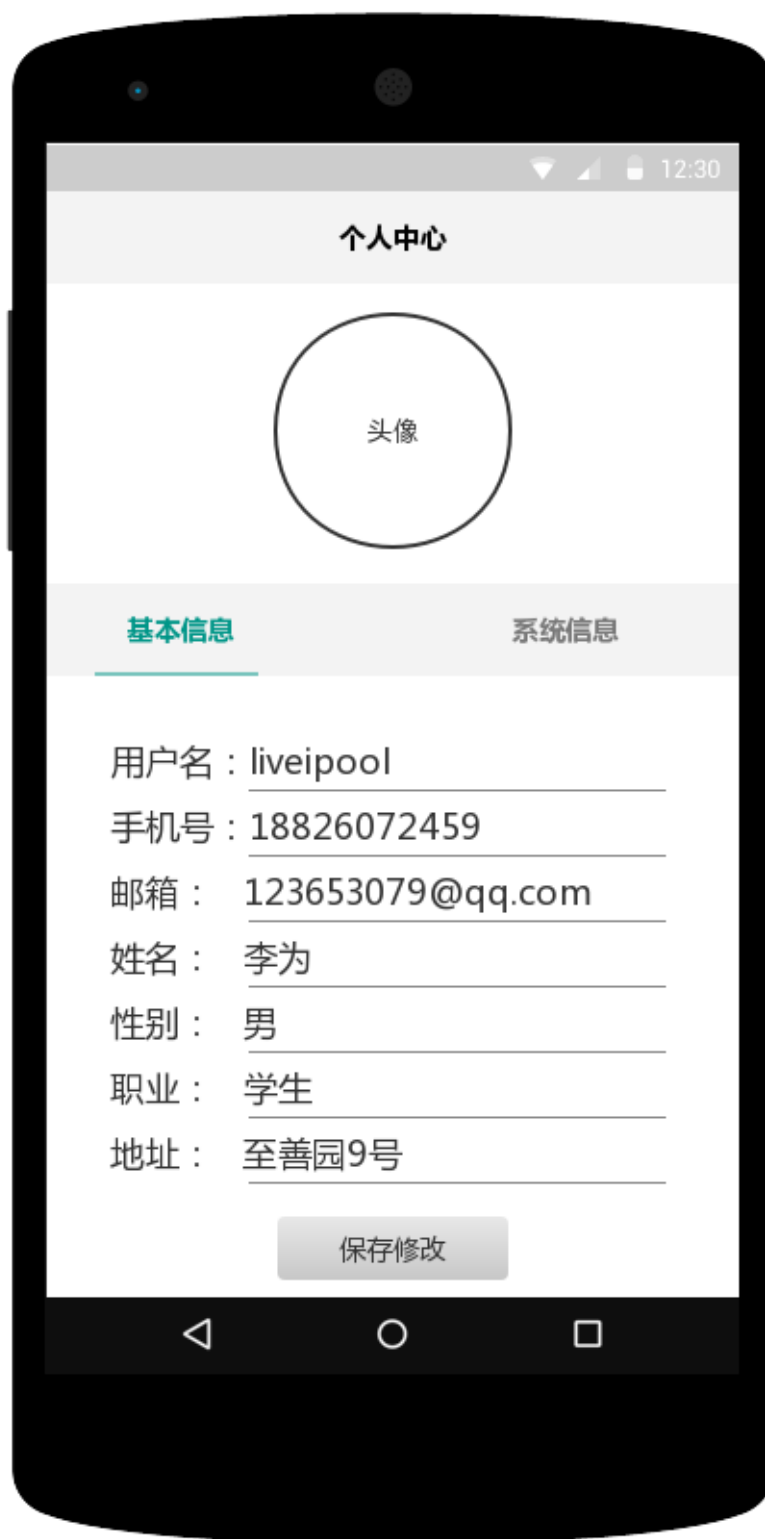 12:30
个人中心
头像
基本信息 系统信息
用户名：liveipool
手机号：18826072459
邮箱： 123653079@qq.com
姓名： 李为
性别： 男
职业： 学生
地址： 至善园9号
保存修改